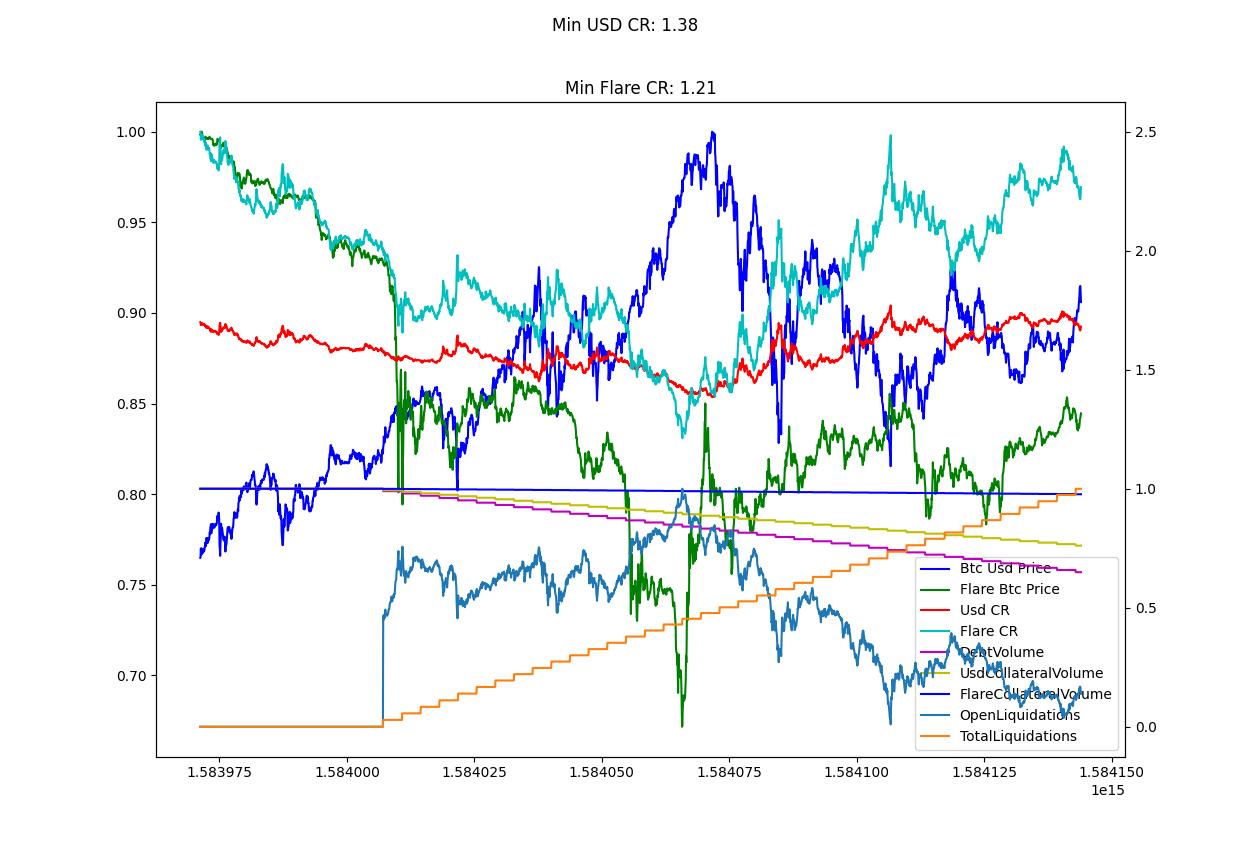 Min USD CR: 1.38
Min Flare CR: 1.21
1.00
0.95
0.90
0.85
0.80
0.75
0.70
2.5
2.0
1.5
1.0
0.5
0.0
Btc Usd Price
Flare Btc Price
Usd CR
Flare CR
DebtVolume
UsdCollateralVolume
FlareCollateralVolume
OpenLiquidations
TotalLiquidations
1.583975
1.584000
1.584025
1.584050
1.584075
1.584100
1.584125
1.584150
1e15